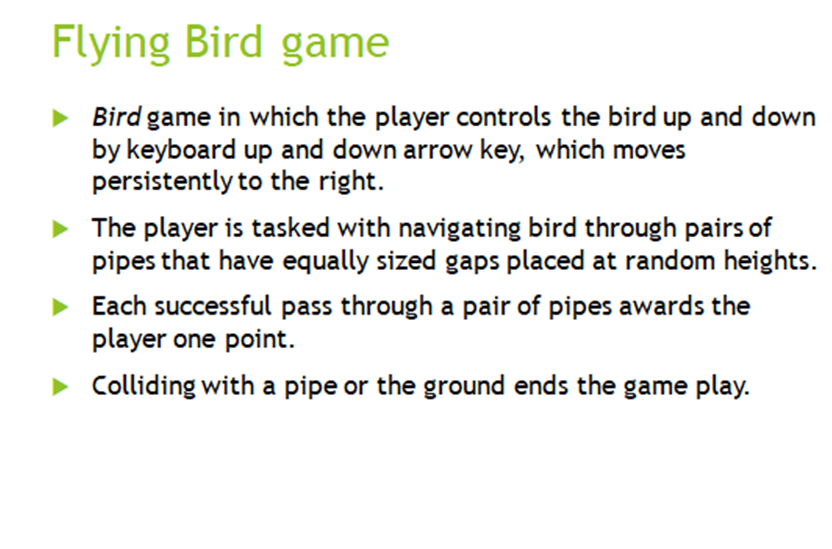 Flying Bird game
Bird game in which the player controls the bird up and down
by keyboard up and down arrow key, which moves
persistently to the right.
The player is tasked with navigating bird through pairs of
pipes that have equally sized gaps placed at random heights.
Each successful pass through a pair of pipes awards the
player one point.
Colliding with a pipe or the ground ends the game play.